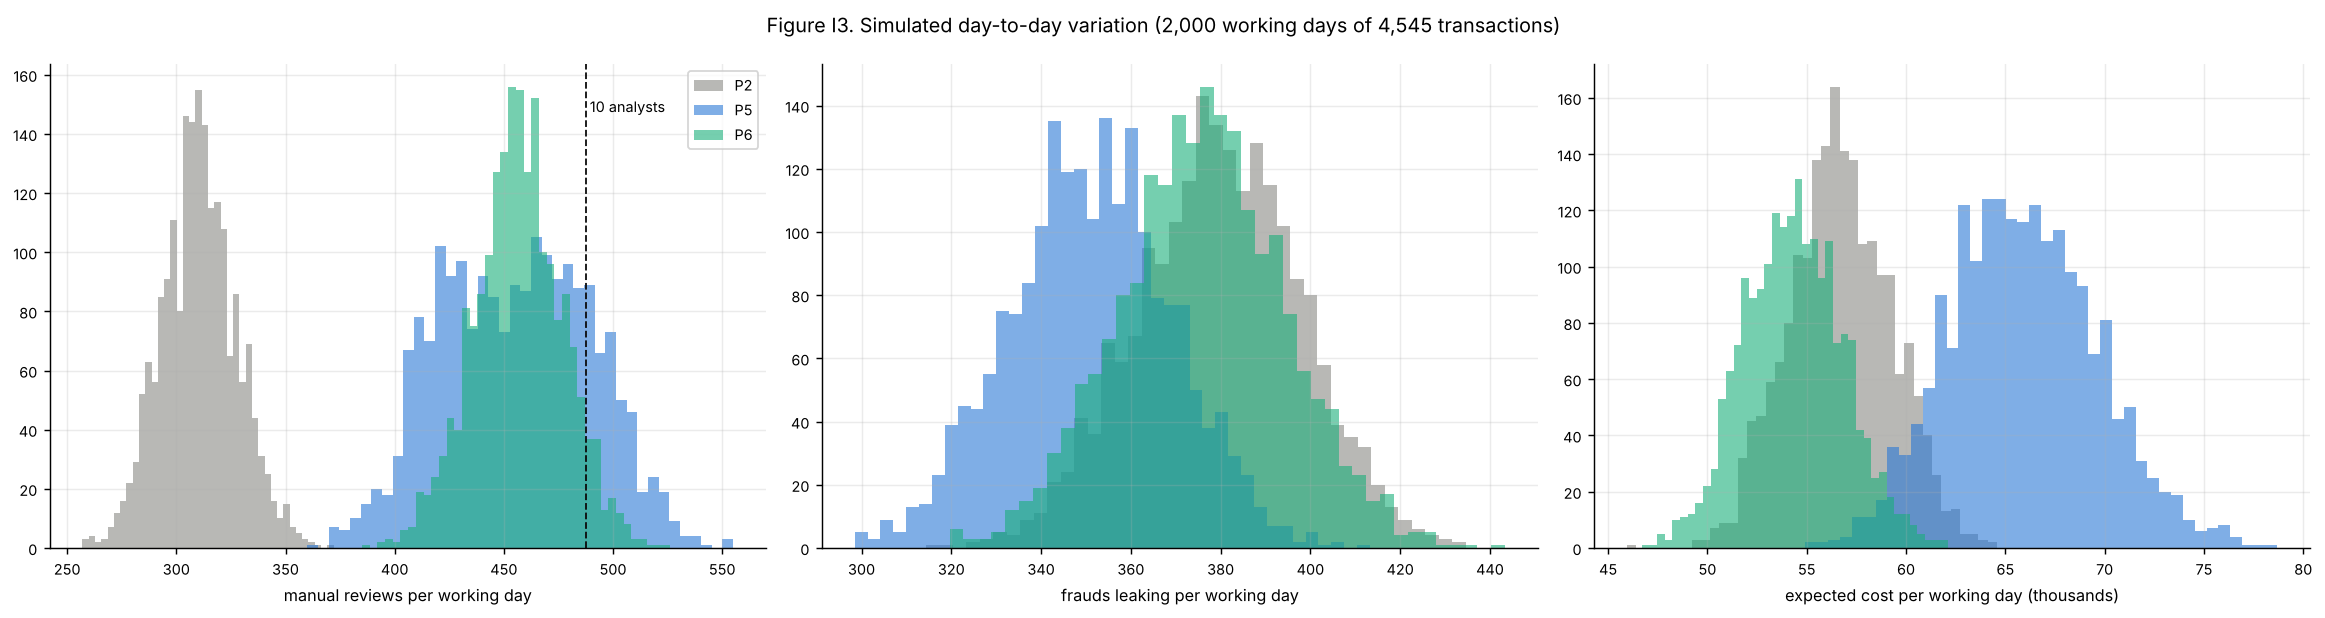 Figure I3. Simulated day-to-day variation (2,000 working days of 4,545 transactions)
160
140
120
100
80
60
40
20
0
250 300 350 400 450 500 550
manual reviews per working day
10 analysts
P2
P5
P6
140
120
100
80
60
40
20
0
300 320 340 360 380 400 420 440
frauds leaking per working day
160
140
120
100
80
60
40
20
0
45 50 55 60 65 70 75 80
expected cost per working day (thousands)